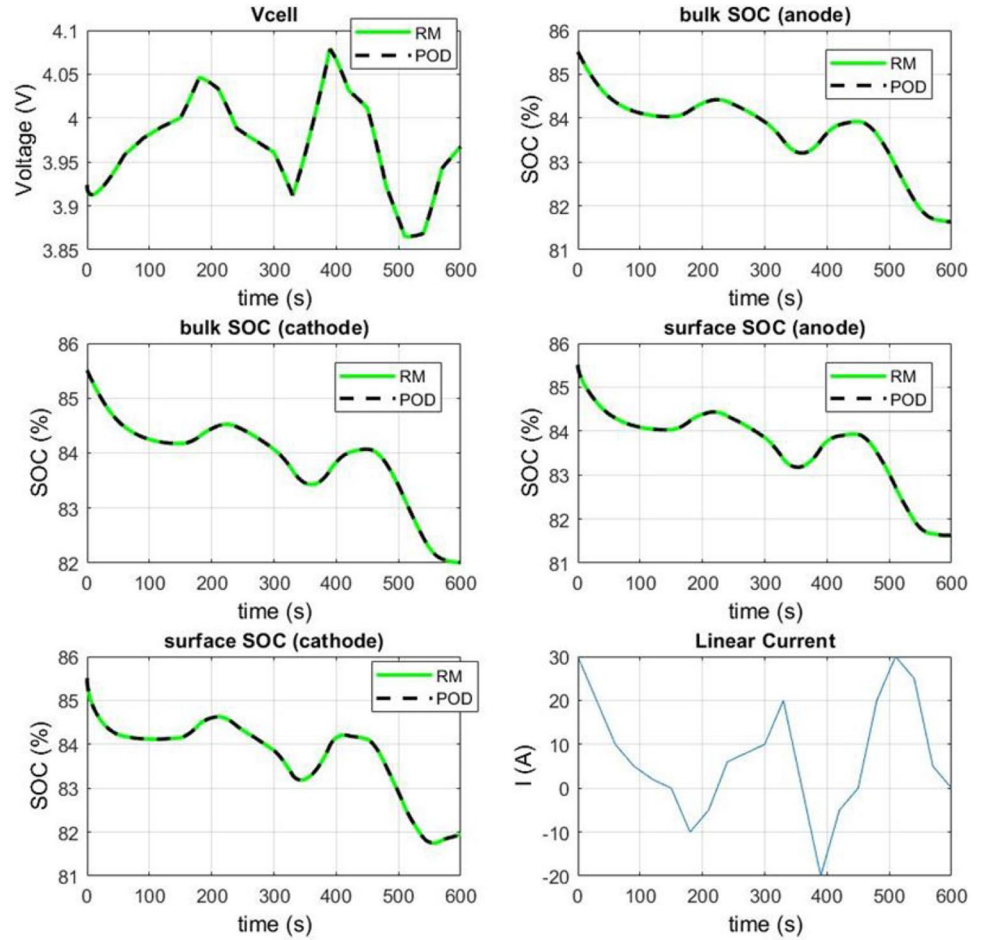 Vcell
4.1
4.05
4
3.95
3.9
3.85
Voltage (V)
RM
POD
0 100 200 300 400 500 600
time (s)
bulk SOC (anode)
86
85
84
83
82
81
SOC (%)
RM
POD
0 100 200 300 400 500 600
time (s)
bulk SOC (cathode)
86
85
84
83
82
SOC (%)
RM
POD
0 100 200 300 400 500 600
time (s)
surface SOC (anode)
86
85
84
83
82
81
SOC (%)
RM
POD
0 100 200 300 400 500 600
time (s)
surface SOC (cathode)
86
85
84
83
82
81
SOC (%)
RM
POD
0 100 200 300 400 500 600
time (s)
Linear Current
30
20
10
0
-10
-20
I (A)
0 100 200 300 400 500 600
time (s)